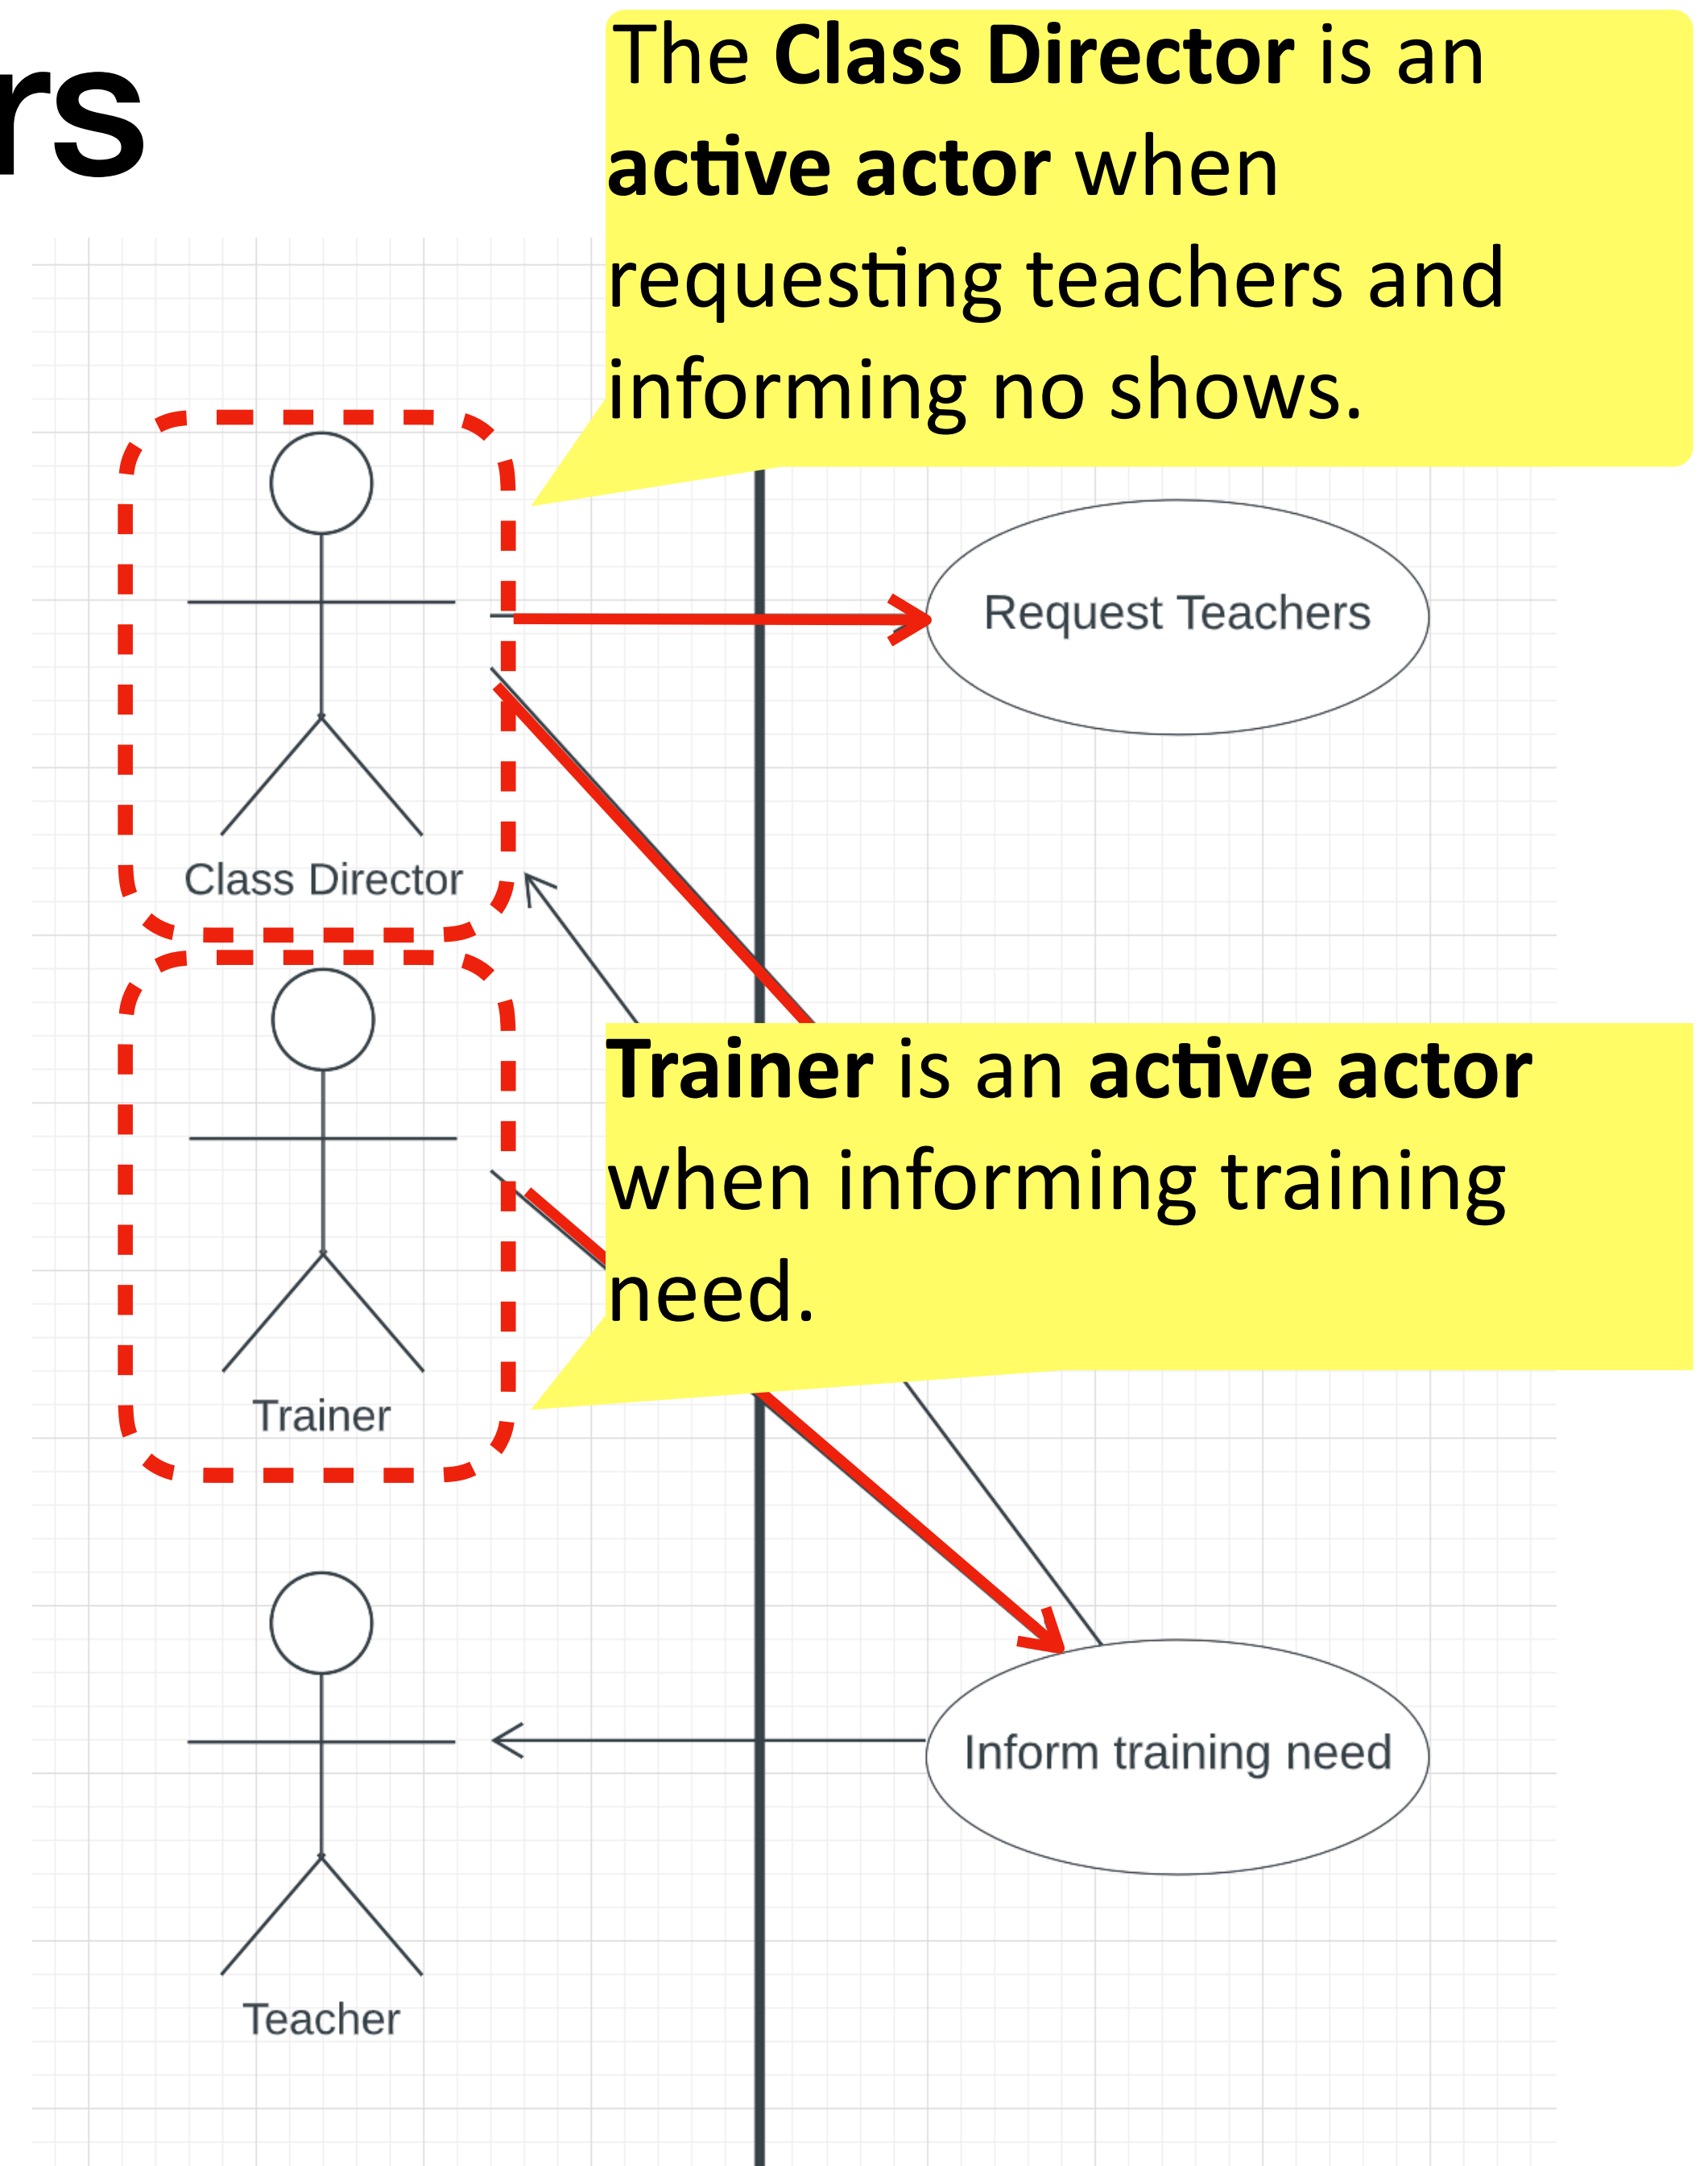 rs
The Class Director is an
active actor when
requesting teachers and
informing no shows.
Request Teachers
Class Director
Trainer is an active actor
when informing training
need.
Trainer
Inform training need
Teacher